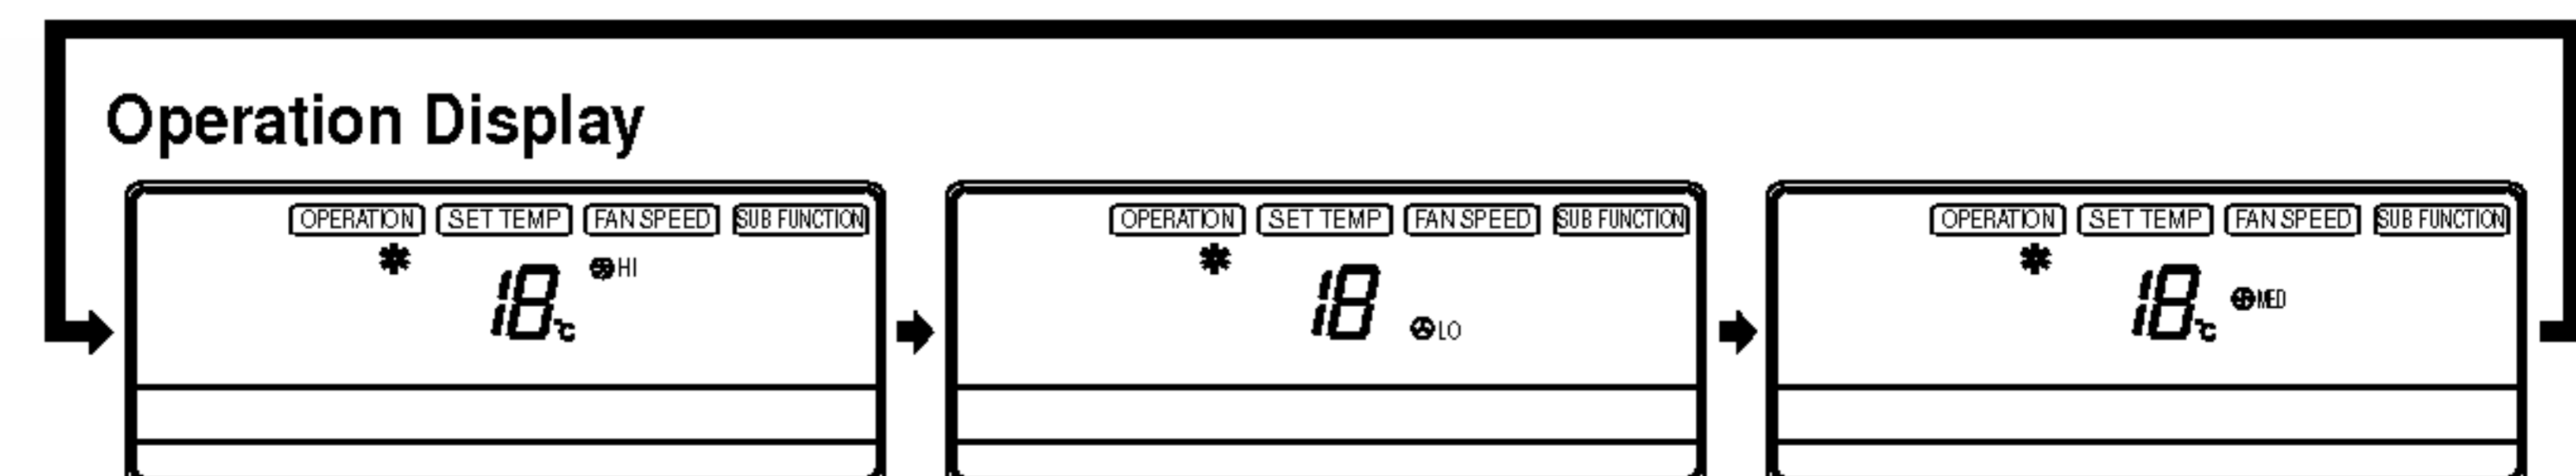 Operation Display
OPERATION SET TEMP FAN SPEED SUB FUNCTION
HI
18°C
OPERATION SET TEMP FAN SPEED SUB FUNCTION
18
LO
OPERATION SET TEMP FAN SPEED SUB FUNCTION
18°C MED